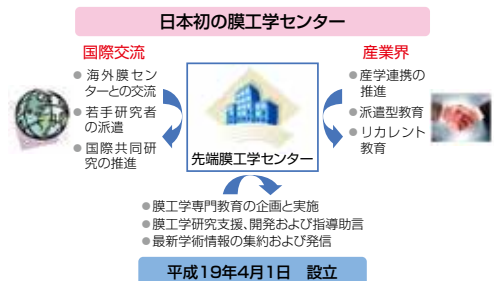 日本初の膜工学センター
国際交流
● 海外膜セン
ターとの交流
● 若手研究者
の派遣
● 国際共同研
究の推進
先端膜工学センター
産業界
● 産学連携の
推進
● 派遣型教育
● リカレント
教育
● 膜工学専門教育の企画と実施
● 膜工学研究支援、開発および指導助言
● 最新学術情報の集約および発信
平成19年4月1日　設立